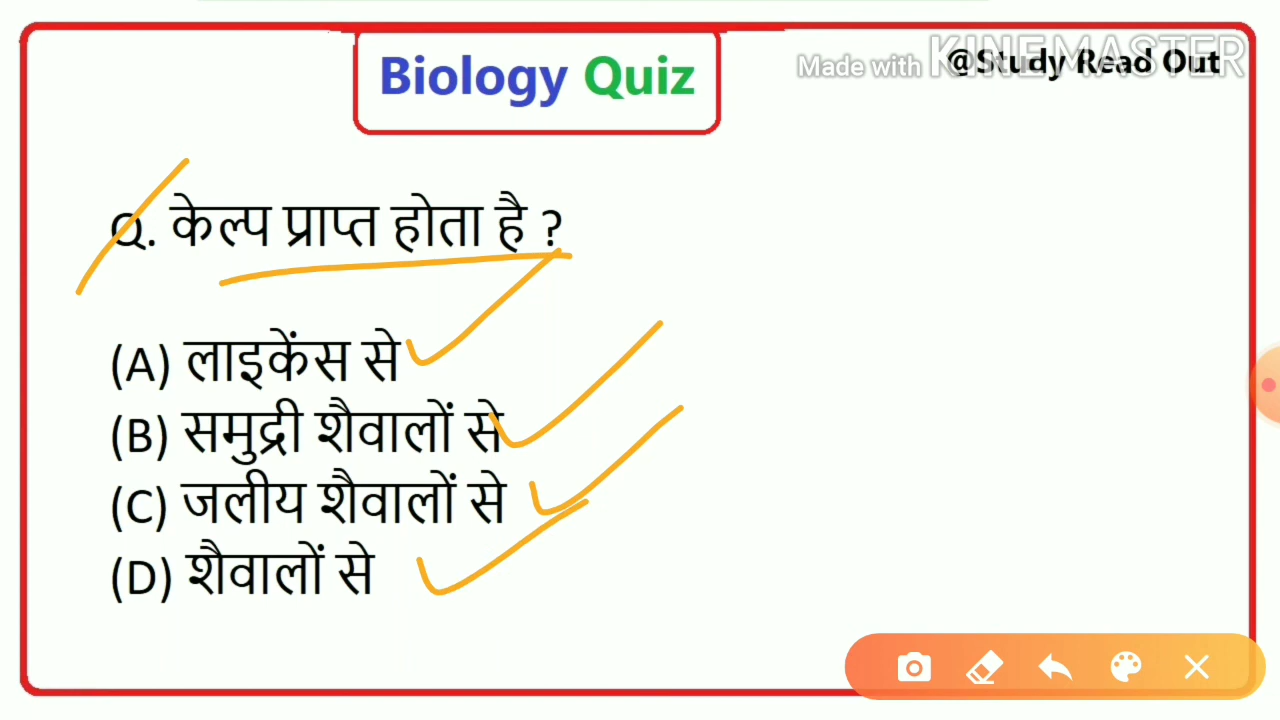 Biology Quiz
Made with KINEMASTER
@Study Read Out
Q. केल्प प्राप्त होता है ?
(A) लाइकेंस से
(B) समुद्री शैवालों से
(C) जलीय शैवालों से
(D) शैवालों से